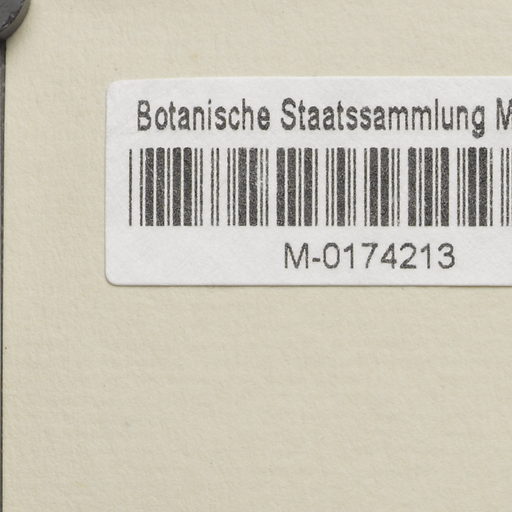 Botanische Staatssammlung M
M-0174213